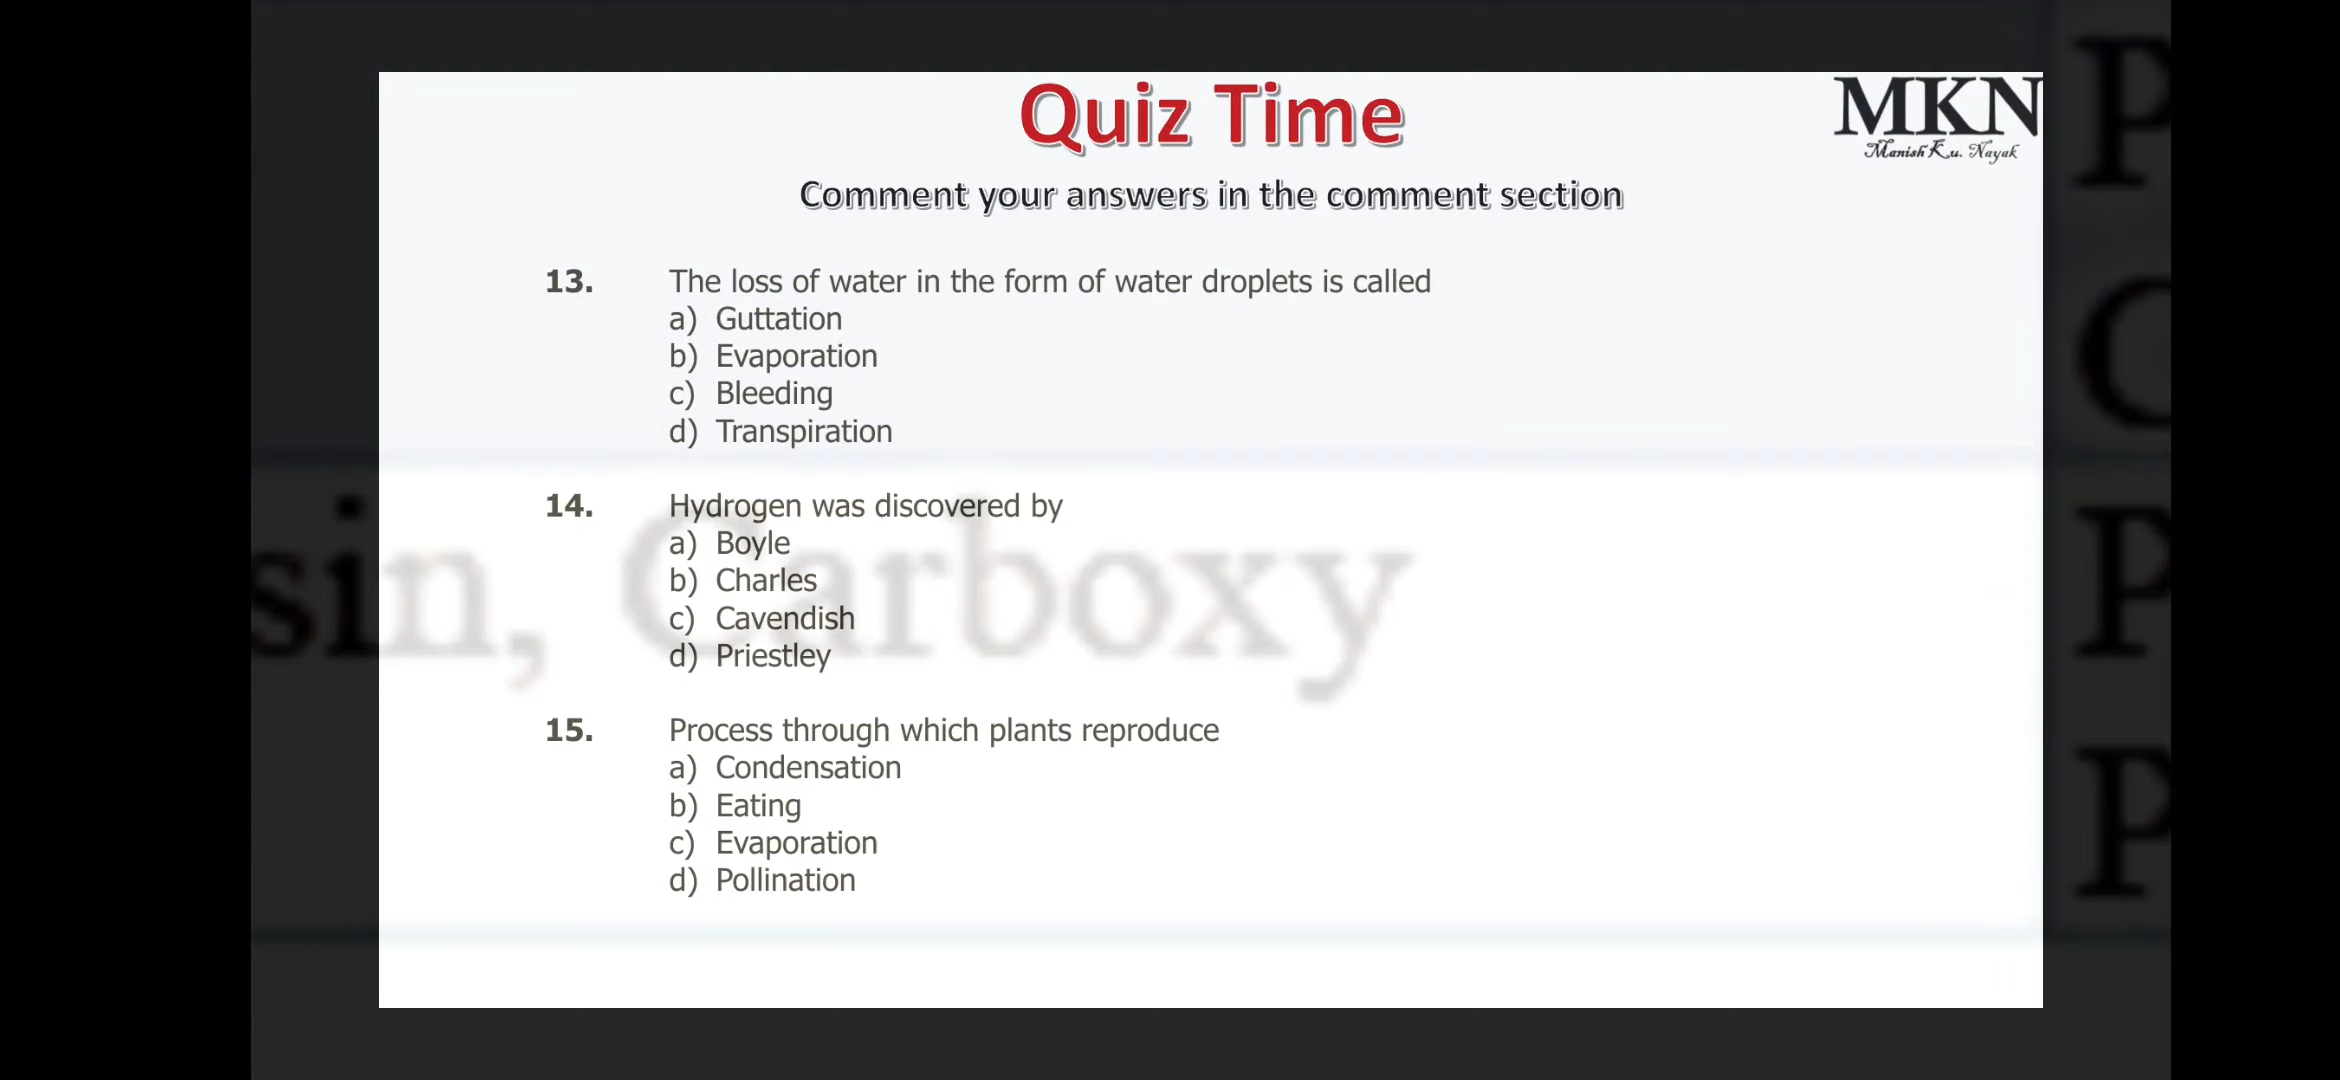 Quiz Time
MKN
Manish Ku. Nayak
Comment your answers in the comment section
13. The loss of water in the form of water droplets is called
a) Guttation
b) Evaporation
c) Bleeding
d) Transpiration
14. Hydrogen was discovered by
a) Boyle
b) Charles
c) Cavendish
d) Priestley
sin, Carboxy
15. Process through which plants reproduce
a) Condensation
b) Eating
c) Evaporation
d) Pollination
P
P
P